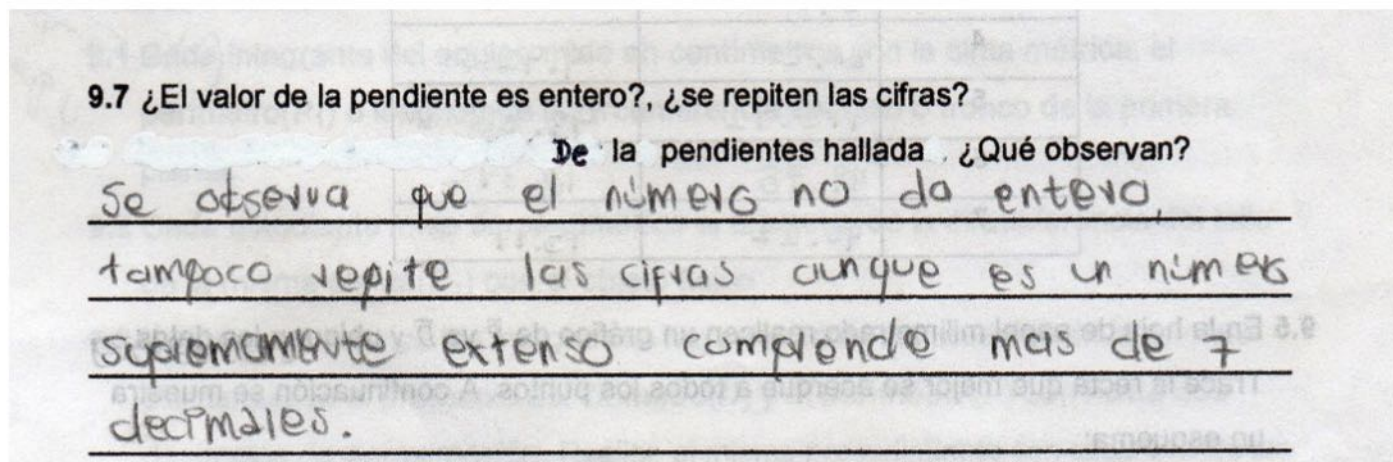 9.7 ¿El valor de la pendiente es entero?, ¿se repiten las cifras?
De la pendientes hallada . ¿Qué observan?
Se observa que el número no da entero,
tampoco repite las cifras aunque es un número
supremamente extenso comprende mas de 7
decimales.